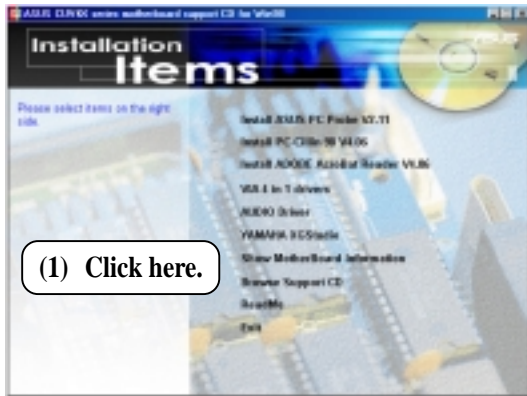 ASUS CUV4X series motherboard support CD for Win98
Installation
Items
ASUS
Please select items on the right
side.
Install ASUS PC Probe V2.11
Install PC-Cillin 98 V4.06
Install ADOBE Acrobat Reader V4.06
VIA 4 in 1 drivers
AUDIO Driver
YAMAHA XGStudio
Show MotherBoard Information
(1) Click here.
Browse Support CD
ReadMe
Exit